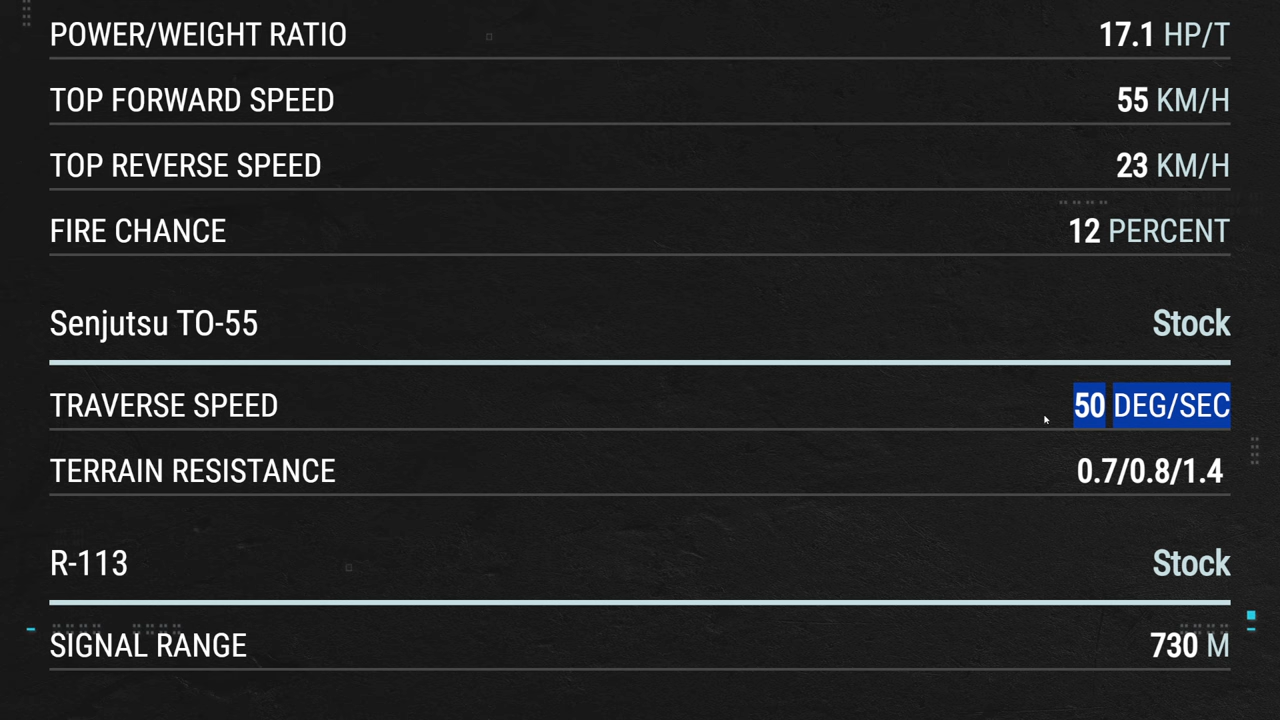 POWER/WEIGHT RATIO 17.1 HP/T
TOP FORWARD SPEED 55 KM/H
TOP REVERSE SPEED 23 KM/H
FIRE CHANCE 12 PERCENT
Senjutsu TO-55 Stock
TRAVERSE SPEED 50 DEG/SEC
TERRAIN RESISTANCE 0.7/0.8/1.4
R-113 Stock
SIGNAL RANGE 730 M